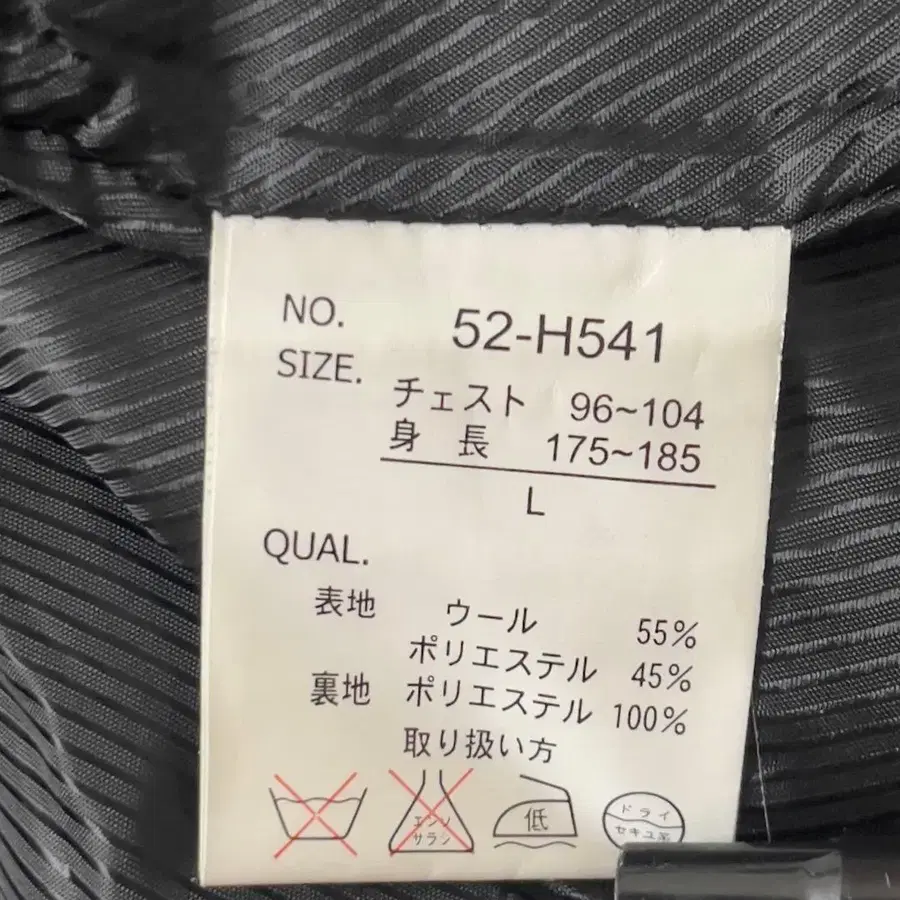 NO. 52-H541
SIZE. チェスト 96~104
身 長 175~185
L
QUAL.
表地 ウール 55%
ポリエステル 45%
裏地 ポリエステル 100%
取り扱い方
エンソ
サラシ
低
ドライ
セキユ系